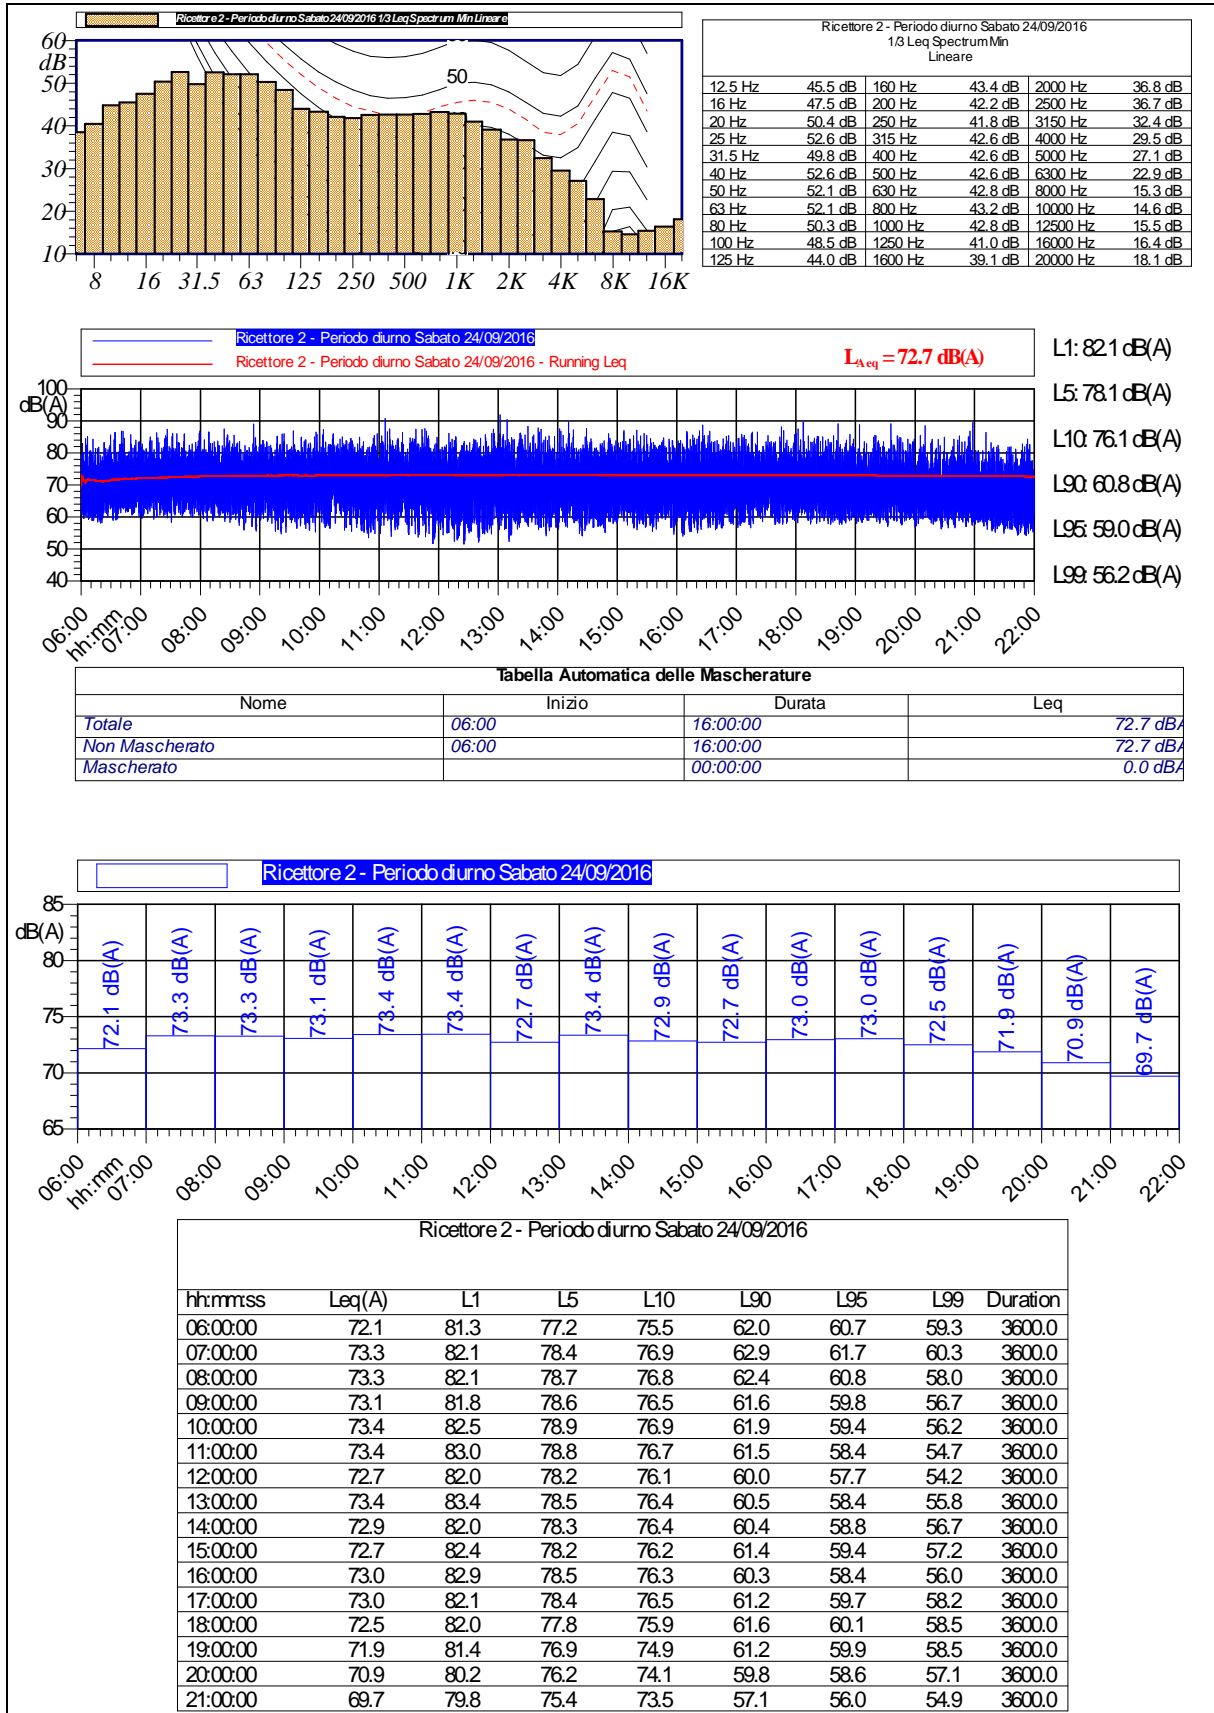 Ricettore 2 - Periodo diurno Sabato 24/09/2016 1/3 Leq Spectrum Min Lineare
60
dB
50
40
30
20
10
50
8 16 31.5 63 125 250 500 1K 2K 4K 8K 16K
Ricettore 2 - Periodo diurno Sabato 24/09/2016
1/3 Leq Spectrum Min
Lineare
12.5 Hz 45.5 dB 160 Hz 43.4 dB 2000 Hz 36.8 dB
16 Hz 47.5 dB 200 Hz 42.2 dB 2500 Hz 36.7 dB
20 Hz 50.4 dB 250 Hz 41.8 dB 3150 Hz 32.4 dB
25 Hz 52.6 dB 315 Hz 42.6 dB 4000 Hz 29.5 dB
31.5 Hz 49.8 dB 400 Hz 42.6 dB 5000 Hz 27.1 dB
40 Hz 52.6 dB 500 Hz 42.6 dB 6300 Hz 22.9 dB
50 Hz 52.1 dB 630 Hz 42.8 dB 8000 Hz 15.3 dB
63 Hz 52.1 dB 800 Hz 43.2 dB 10000 Hz 14.6 dB
80 Hz 50.3 dB 1000 Hz 42.8 dB 12500 Hz 15.5 dB
100 Hz 48.5 dB 1250 Hz 41.0 dB 16000 Hz 16.4 dB
125 Hz 44.0 dB 1600 Hz 39.1 dB 20000 Hz 18.1 dB
Ricettore 2 - Periodo diurno Sabato 24/09/2016
Ricettore 2 - Periodo diurno Sabato 24/09/2016 - Running Leq
LAeq = 72.7 dB(A)
L1: 82.1 dB(A)
L5: 78.1 dB(A)
L10: 76.1 dB(A)
L90: 60.8 dB(A)
L95: 59.0 dB(A)
L99: 56.2 dB(A)
100
dB(A)
90
80
70
60
50
40
06:00 hh:mm 07:00 08:00 09:00 10:00 11:00 12:00 13:00 14:00 15:00 16:00 17:00 18:00 19:00 20:00 21:00 22:00
Tabella Automatica delle Mascherature
Nome Inizio Durata Leq
Totale 06:00 16:00:00 72.7 dBA
Non Mascherato 06:00 16:00:00 72.7 dBA
Mascherato 00:00:00 0.0 dBA
Ricettore 2 - Periodo diurno Sabato 24/09/2016
85
dB(A)
80
75
70
65
72.1 dB(A) 73.3 dB(A) 73.3 dB(A) 73.1 dB(A) 73.4 dB(A) 73.4 dB(A) 72.7 dB(A) 73.4 dB(A) 72.9 dB(A) 72.7 dB(A) 73.0 dB(A) 73.0 dB(A) 72.5 dB(A) 71.9 dB(A) 70.9 dB(A) 69.7 dB(A)
06:00 hh:mm 07:00 08:00 09:00 10:00 11:00 12:00 13:00 14:00 15:00 16:00 17:00 18:00 19:00 20:00 21:00 22:00
Ricettore 2 - Periodo diurno Sabato 24/09/2016
hh:mm:ss Leq(A) L1 L5 L10 L90 L95 L99 Duration
06:00:00 72.1 81.3 77.2 75.5 62.0 60.7 59.3 3600.0
07:00:00 73.3 82.1 78.4 76.9 62.9 61.7 60.3 3600.0
08:00:00 73.3 82.1 78.7 76.8 62.4 60.8 58.0 3600.0
09:00:00 73.1 81.8 78.6 76.5 61.6 59.8 56.7 3600.0
10:00:00 73.4 82.5 78.9 76.9 61.9 59.4 56.2 3600.0
11:00:00 73.4 83.0 78.8 76.7 61.5 58.4 54.7 3600.0
12:00:00 72.7 82.0 78.2 76.1 60.0 57.7 54.2 3600.0
13:00:00 73.4 83.4 78.5 76.4 60.5 58.4 55.8 3600.0
14:00:00 72.9 82.0 78.3 76.4 60.4 58.8 56.7 3600.0
15:00:00 72.7 82.4 78.2 76.2 61.4 59.4 57.2 3600.0
16:00:00 73.0 82.9 78.5 76.3 60.3 58.4 56.0 3600.0
17:00:00 73.0 82.1 78.4 76.5 61.2 59.7 58.2 3600.0
18:00:00 72.5 82.0 77.8 75.9 61.6 60.1 58.5 3600.0
19:00:00 71.9 81.4 76.9 74.9 61.2 59.9 58.5 3600.0
20:00:00 70.9 80.2 76.2 74.1 59.8 58.6 57.1 3600.0
21:00:00 69.7 79.8 75.4 73.5 57.1 56.0 54.9 3600.0